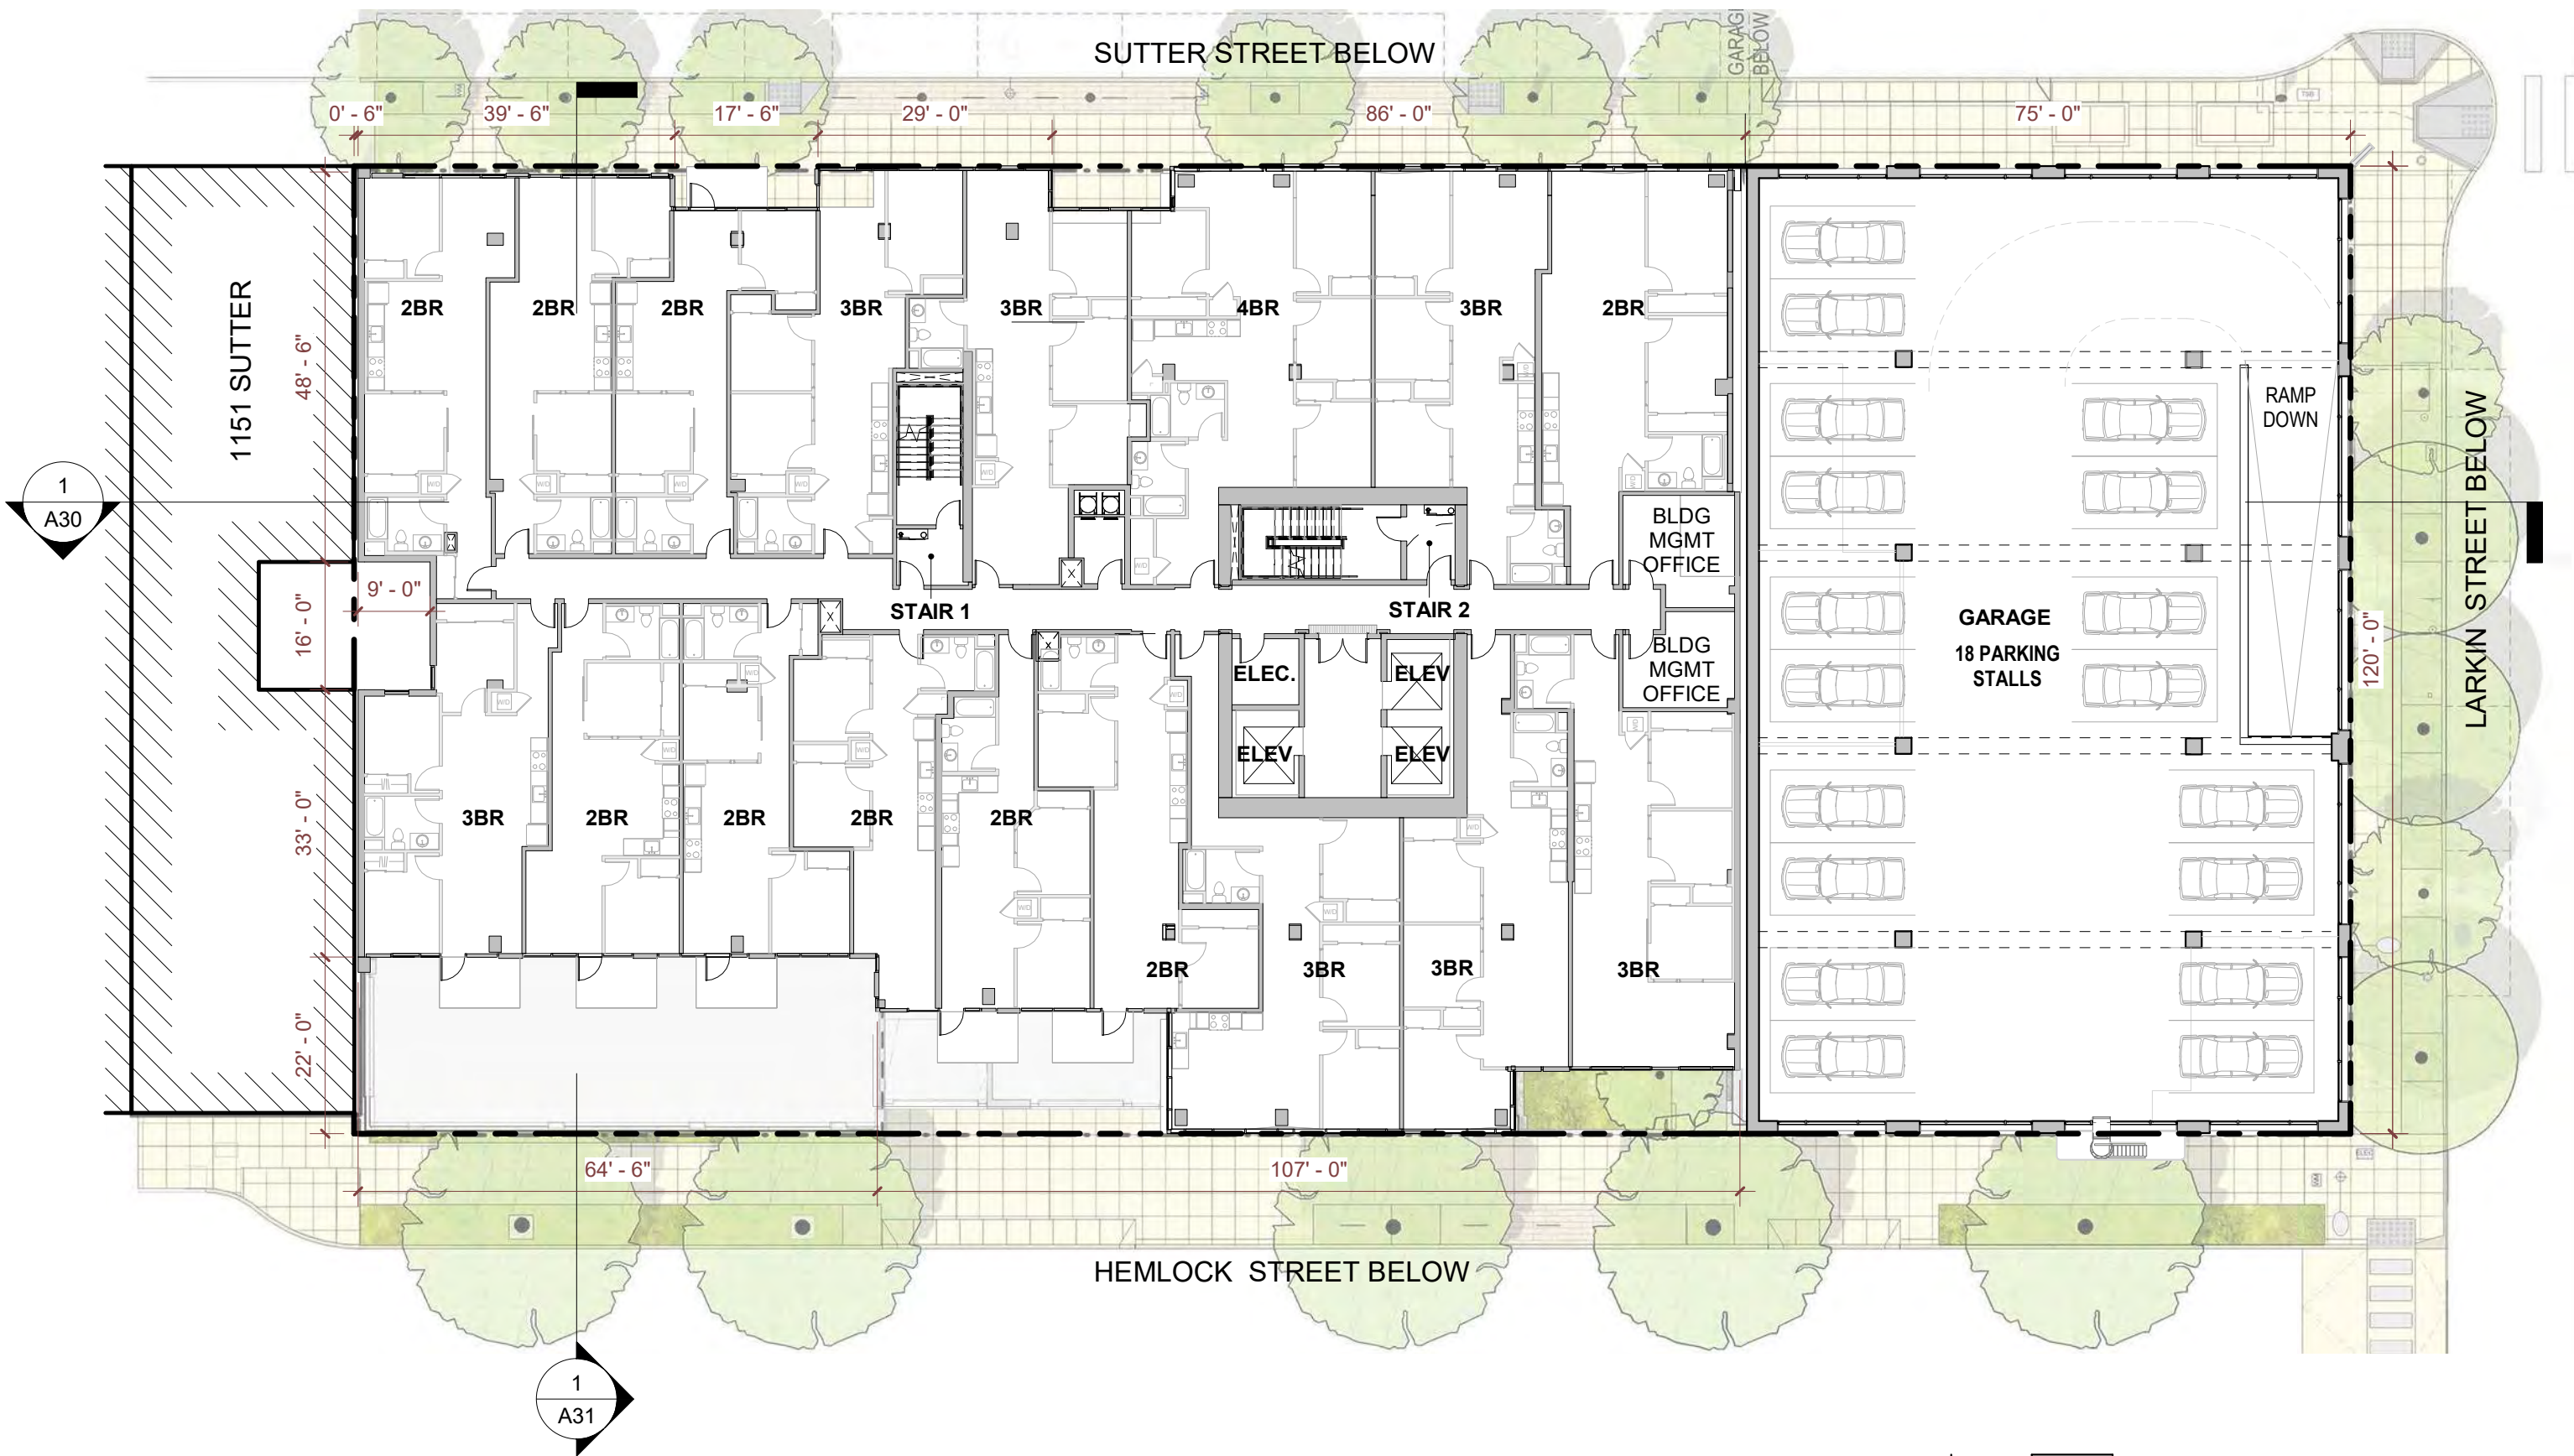 SUTTER STREET BELOW
GARAGE
BELOW
0' - 6"
39' - 6"
17' - 6"
29' - 0"
86' - 0"
75' - 0"
1151 SUTTER
48' - 6"
16' - 0"
9' - 0"
33' - 0"
22' - 0"
1
A30
2BR
2BR
2BR
3BR
3BR
4BR
3BR
2BR
W/D
W/D
W/D
W/D
W/D
W/D
W/D
W/D
BLDG
MGMT
OFFICE
STAIR 1
STAIR 2
X
X
X
ELEC.
ELEV
ELEV
ELEV
BLDG
MGMT
OFFICE
W/D
W/D
W/D
W/D
W/D
W/D
W/D
W/D
W/D
3BR
2BR
2BR
2BR
2BR
2BR
3BR
3BR
3BR
GARAGE
18 PARKING
STALLS
RAMP
DOWN
LARKIN STREET BELOW
120' - 0"
64' - 6"
107' - 0"
ELEC
HEMLOCK STREET BELOW
1
A31